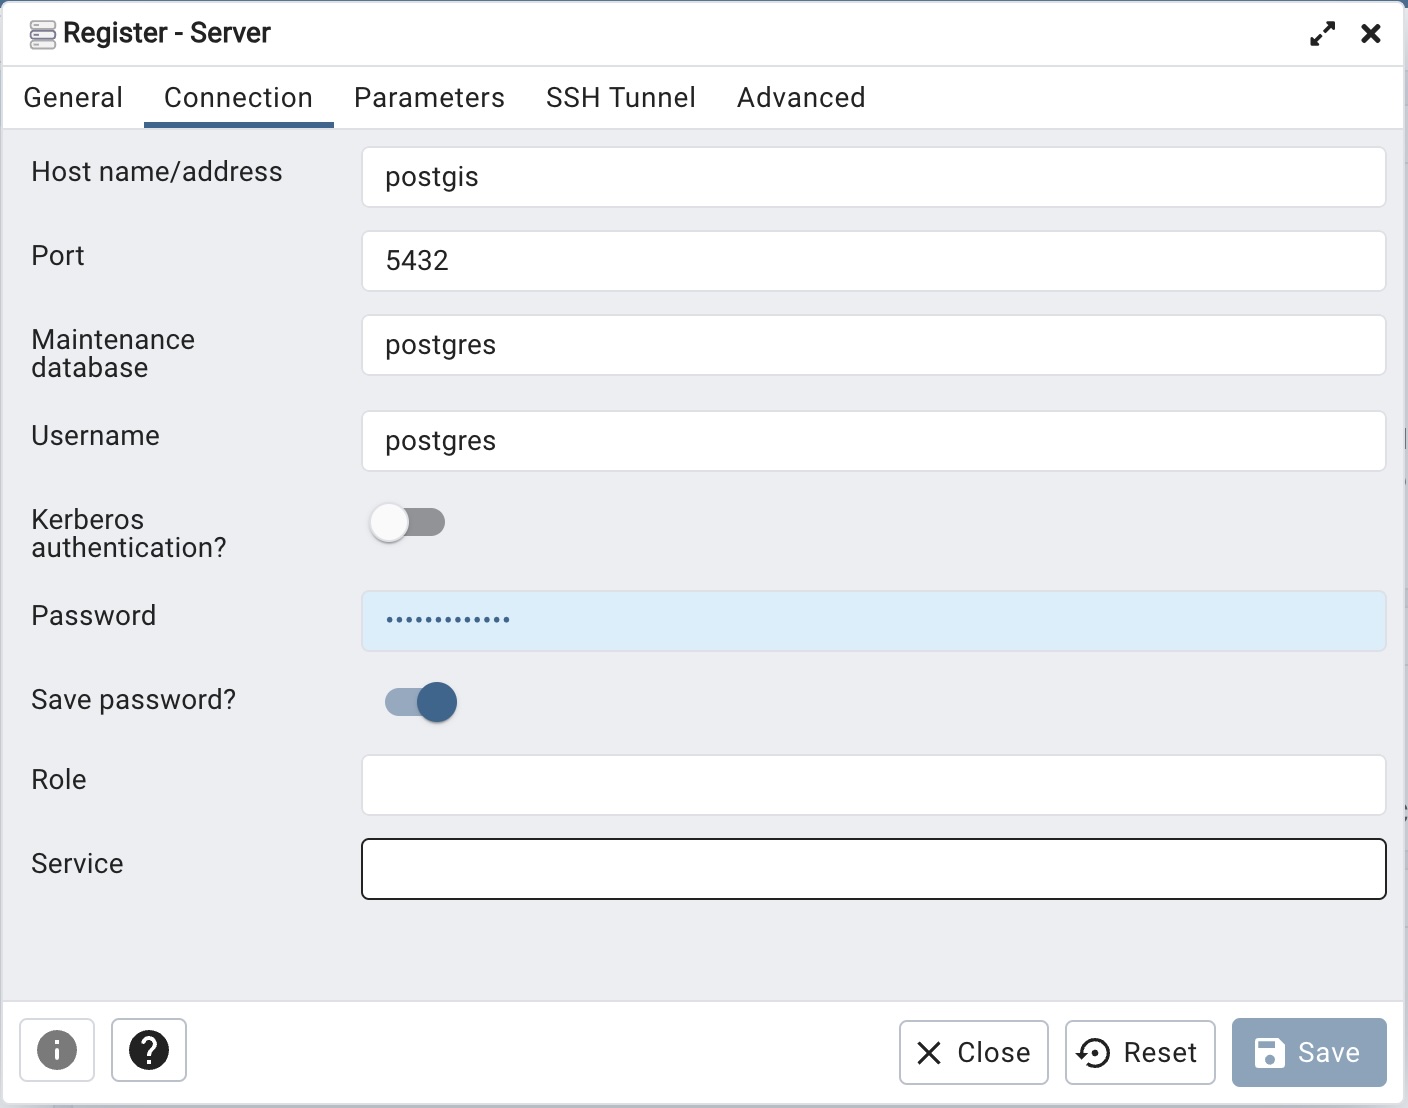 Register - Server
General Connection Parameters SSH Tunnel Advanced
Host name/address postgis
Port 5432
Maintenance
database postgres
Username postgres
Kerberos
authentication?
Password •••••••••••••
Save password?
Role
Service
Close Reset Save